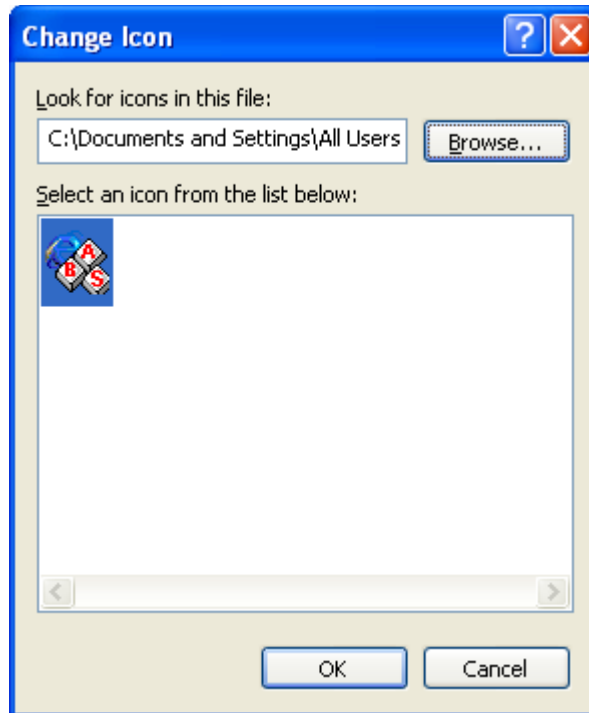 Change Icon
Look for icons in this file:
C:\Documents and Settings\All Users
Browse...
Select an icon from the list below:
A
B S
OK Cancel